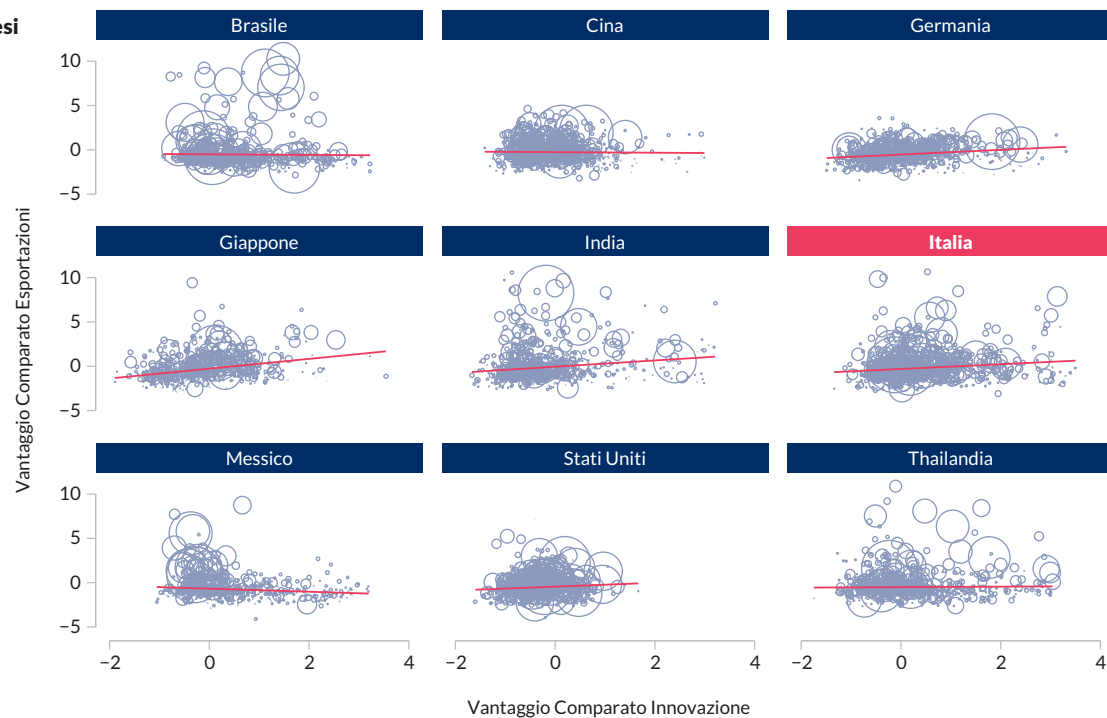 esi
Brasile
Cina
Germania
10
5
0
−5
Giappone
India
Italia
10
5
0
−5
Messico
Stati Uniti
Thailandia
10
5
0
−5
−2 0 2 4
−2 0 2 4
−2 0 2 4
Vantaggio Comparato Esportazioni
Vantaggio Comparato Innovazione